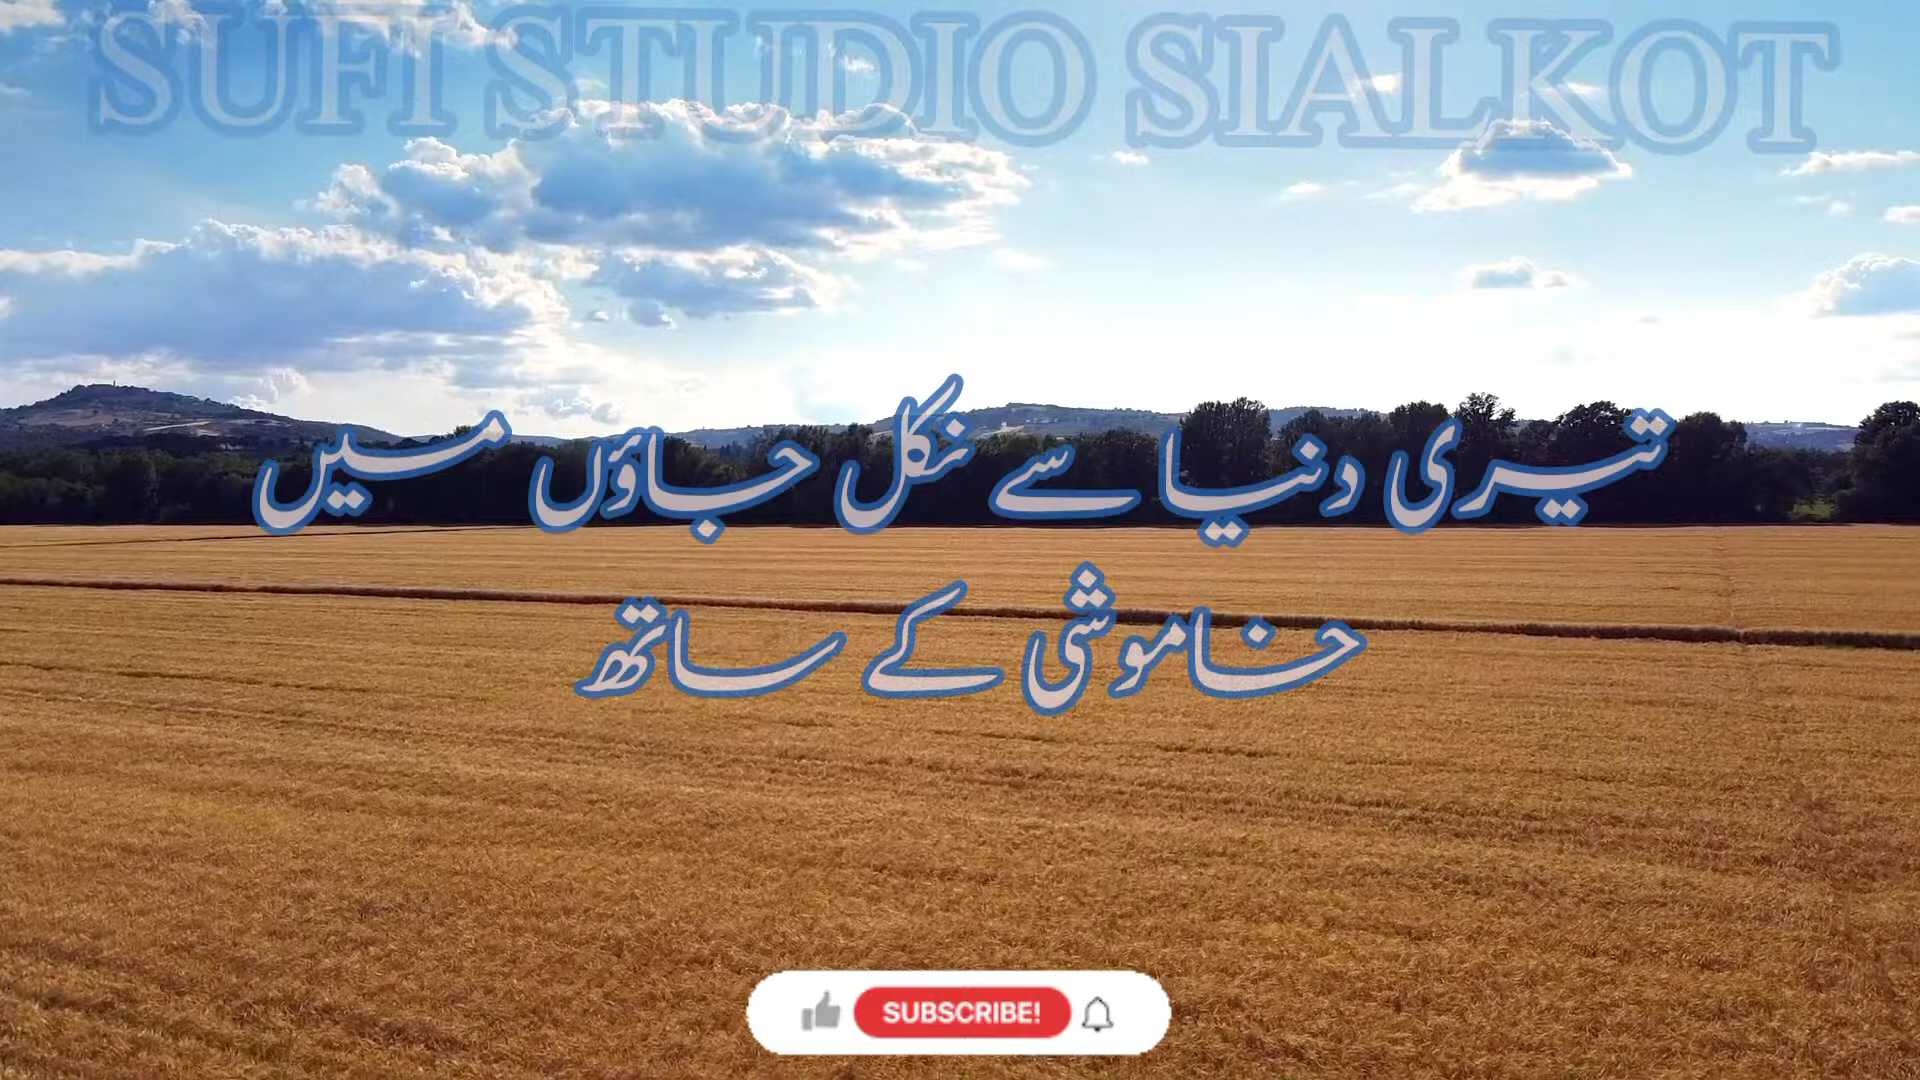 SUFI STUDIO SIALKOT
تیری دنیا سے نکل جاؤں میں
خاموشی کے ساتھ
SUBSCRIBE!